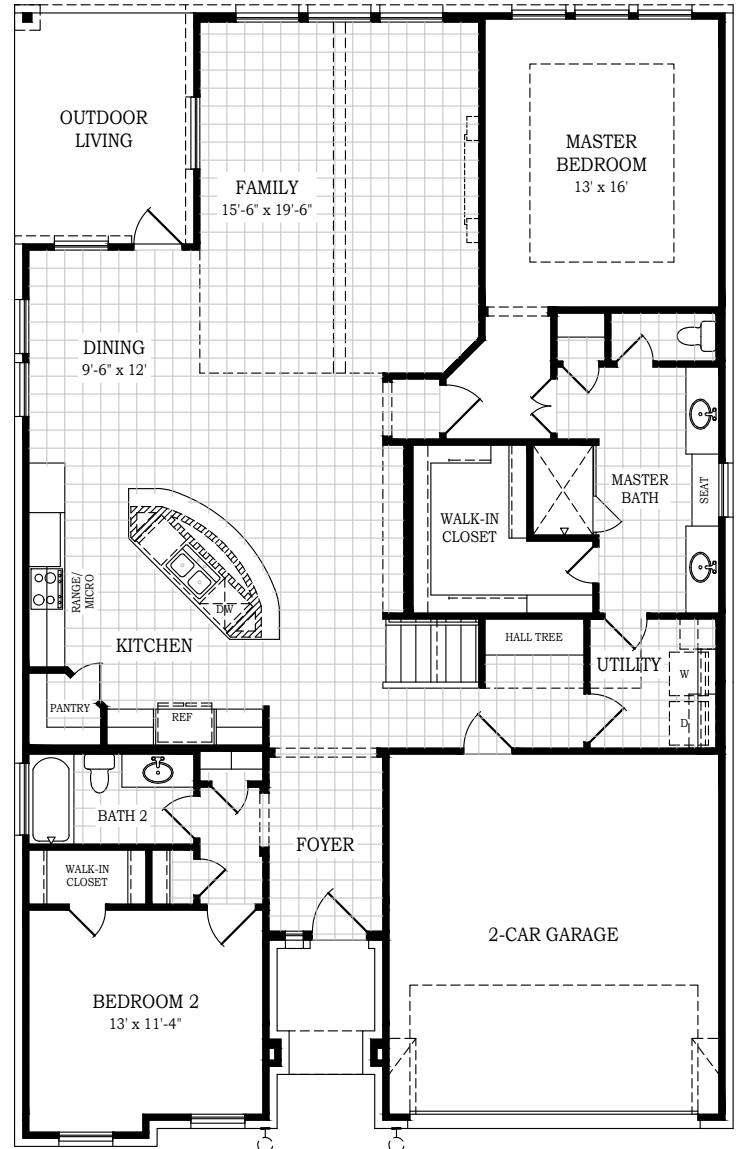 OUTDOOR
LIVING
FAMILY
15'-6" x 19'-6"
MASTER
BEDROOM
13' x 16'
DINING
9'-6" x 12'
MASTER
BATH
SEAT
WALK-IN
CLOSET
RANGE/
MICRO
DW
KITCHEN
HALL TREE
UTILITY
W
D
PANTRY
REF
BATH 2
FOYER
WALK-IN
CLOSET
2-CAR GARAGE
BEDROOM 2
13' x 11'-4"